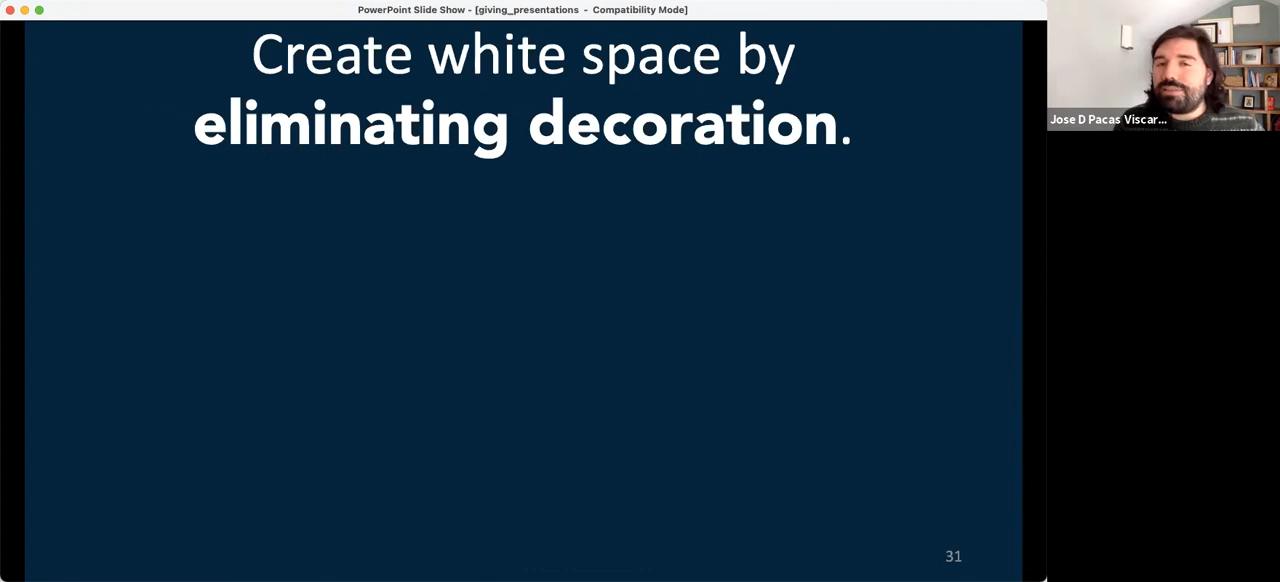 PowerPoint Slide Show - [giving_presentations - Compatibility Mode]
Create white space by
eliminating decoration.
31
Jose D Pacas Viscar...